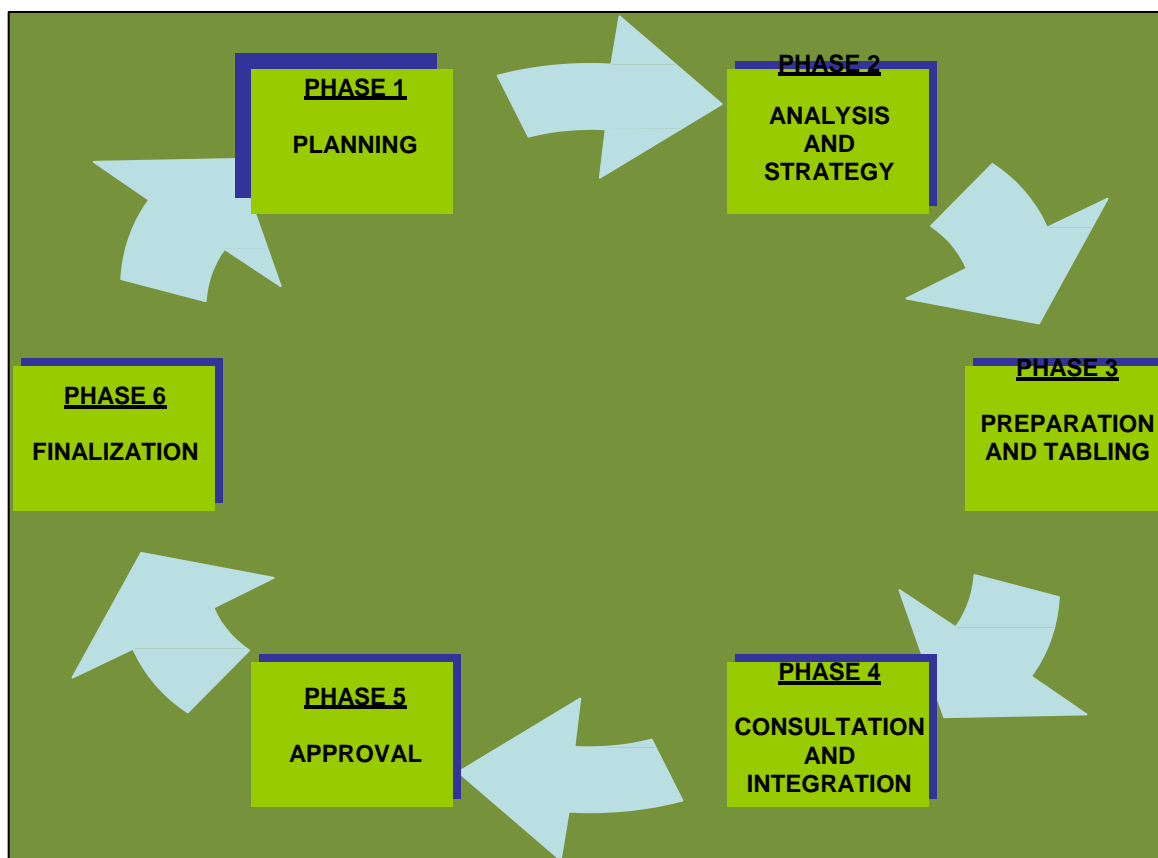 PHASE 1
PLANNING
PHASE 2
ANALYSIS
AND
STRATEGY
PHASE 3
PREPARATION
AND TABLING
PHASE 4
CONSULTATION
AND
INTEGRATION
PHASE 5
APPROVAL
PHASE 6
FINALIZATION